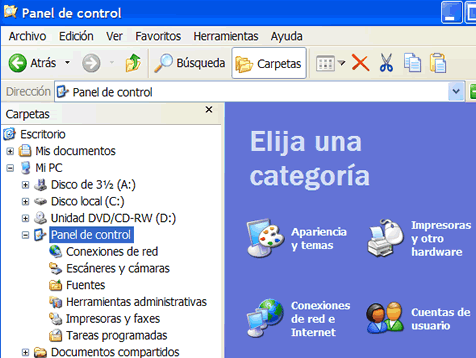 Panel de control
Archivo Edición Ver Favoritos Herramientas Ayuda
Atrás Búsqueda Carpetas
Dirección Panel de control
Carpetas
Escritorio
Mis documentos
Mi PC
Disco de 3½ (A:)
Disco local (C:)
Unidad DVD/CD-RW (D:)
Panel de control
Conexiones de red
Escáneres y cámaras
Fuentes
Herramientas administrativas
Impresoras y faxes
Tareas programadas
Documentos compartidos
Elija una
categoría
Apariencia
y temas
Impresoras
y otro
hardware
Conexiones
de red e
Internet
Cuentas de
usuario